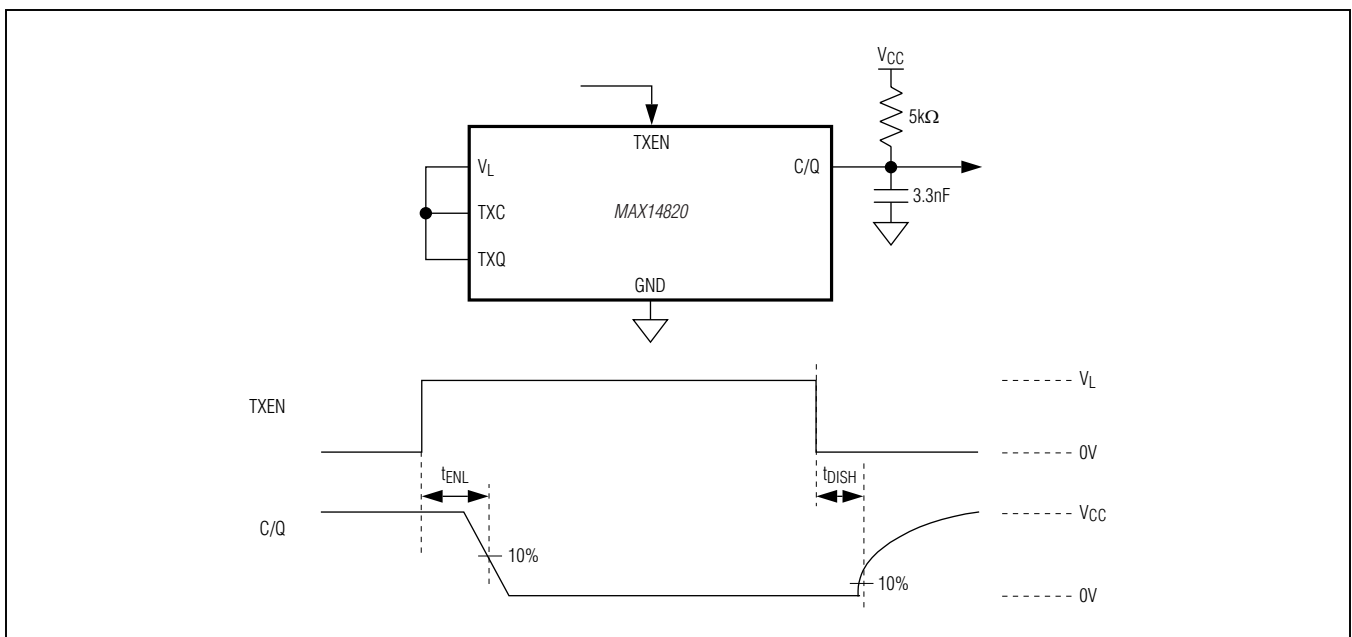 VCC
5kΩ
TXEN
VL
C/Q
3.3nF
TXC
MAX14820
TXQ
GND
VL
TXEN
0V
tENL
tDISH
VCC
C/Q
10%
10%
0V